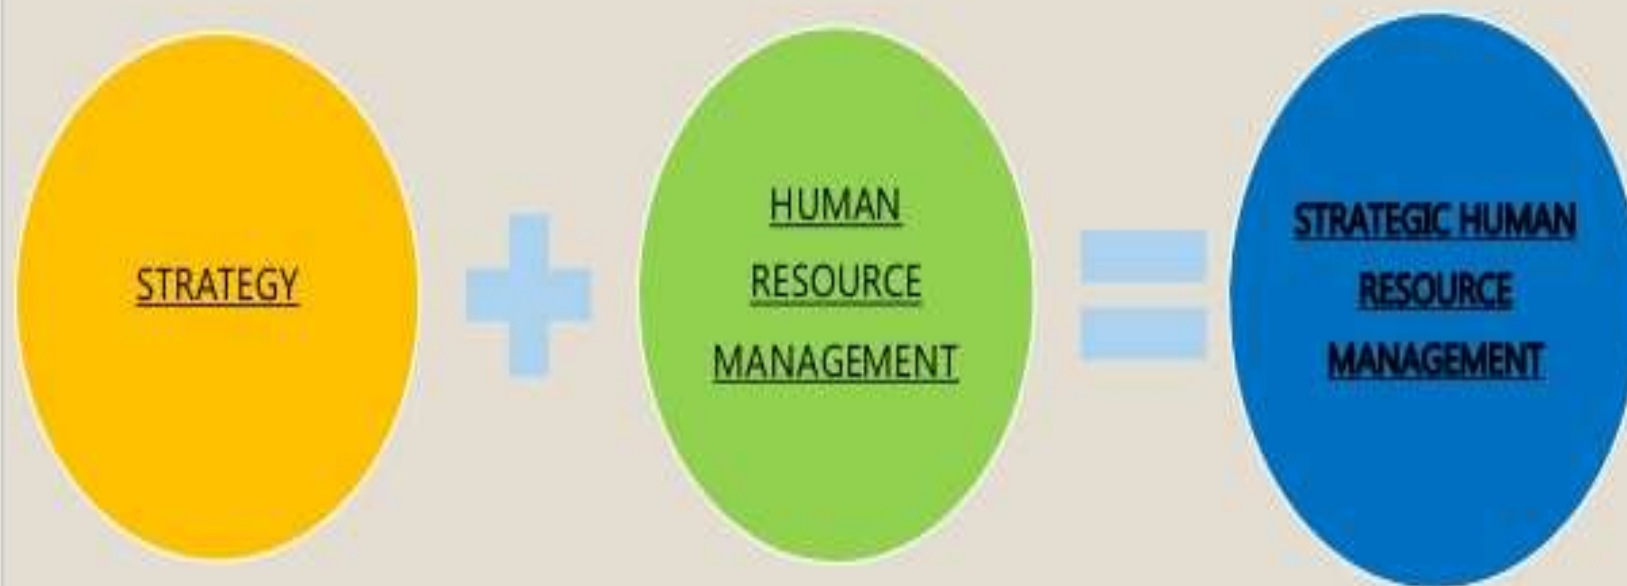 STRATEGY
HUMAN
RESOURCE
MANAGEMENT
STRATEGIC HUMAN
RESOURCE
MANAGEMENT